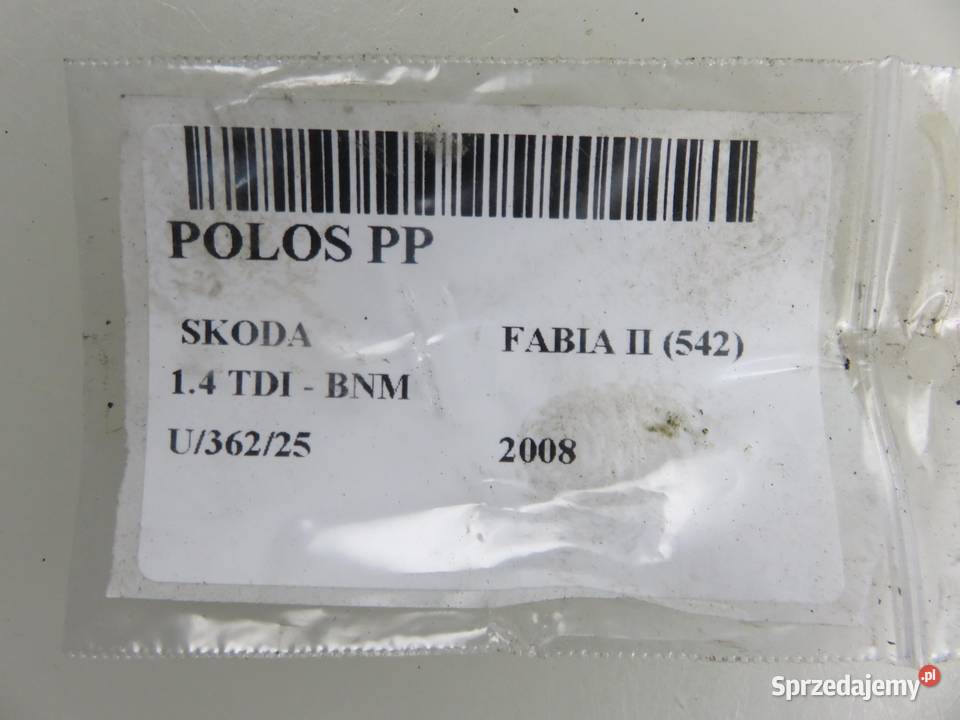 POLOS PP
SKODA FABIA II (542)
1.4 TDI - BNM
U/362/25 2008
Sprzedajemy.pl